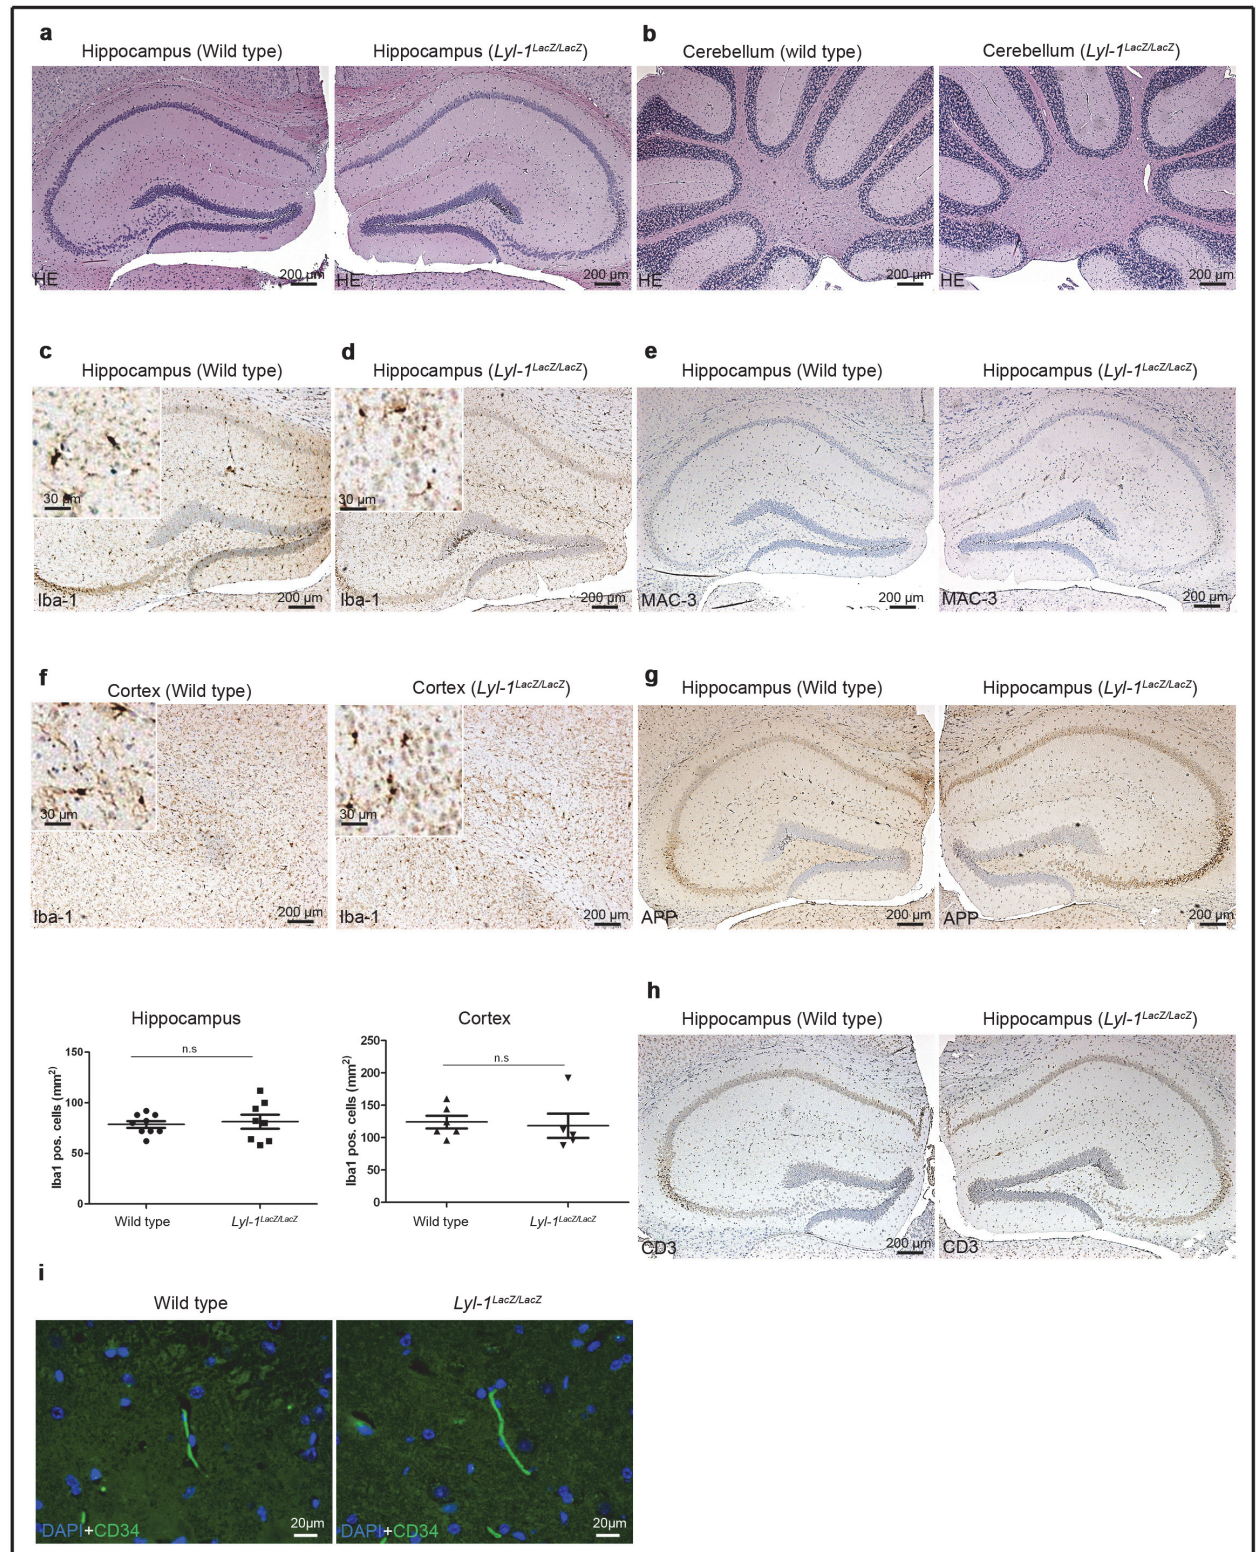 a
Hippocampus (Wild type)
Hippocampus (Lyl-1LacZ/LacZ)
HE
200 µm
HE
200 µm
b
Cerebellum (wild type)
Cerebellum (Lyl-1LacZ/LacZ)
200 µm
HE
200 µm
c
Hippocampus (Wild type)
30 µm
Iba-1
200 µm
d
Hippocampus (Lyl-1LacZ/LacZ)
30 µm
Iba-1
200 µm
e
Hippocampus (Wild type)
Hippocampus (Lyl-1LacZ/LacZ)
MAC-3
200 µm
MAC-3
200 µm
f
Cortex (Wild type)
Cortex (Lyl-1LacZ/LacZ)
30 µm
Iba-1
200 µm
30 µm
Iba-1
200 µm
g
Hippocampus (Wild type)
Hippocampus (Lyl-1LacZ/LacZ)
APP
200 µm
APP
200 µm
Hippocampus
n.s
Iba1 pos. cells (mm2)
150
100
50
0
Wild type
Lyl-1LacZ/LacZ
Cortex
n.s
Iba1 pos. cells (mm2)
250
200
150
100
50
0
Wild type
Lyl-1LacZ/LacZ
h
Hippocampus (Wild type)
Hippocampus (Lyl-1LacZ/LacZ)
CD3
200 µm
CD3
i
Wild type
Lyl-1LacZ/LacZ
DAPI+CD34
20µm
DAPI+CD34
20µm